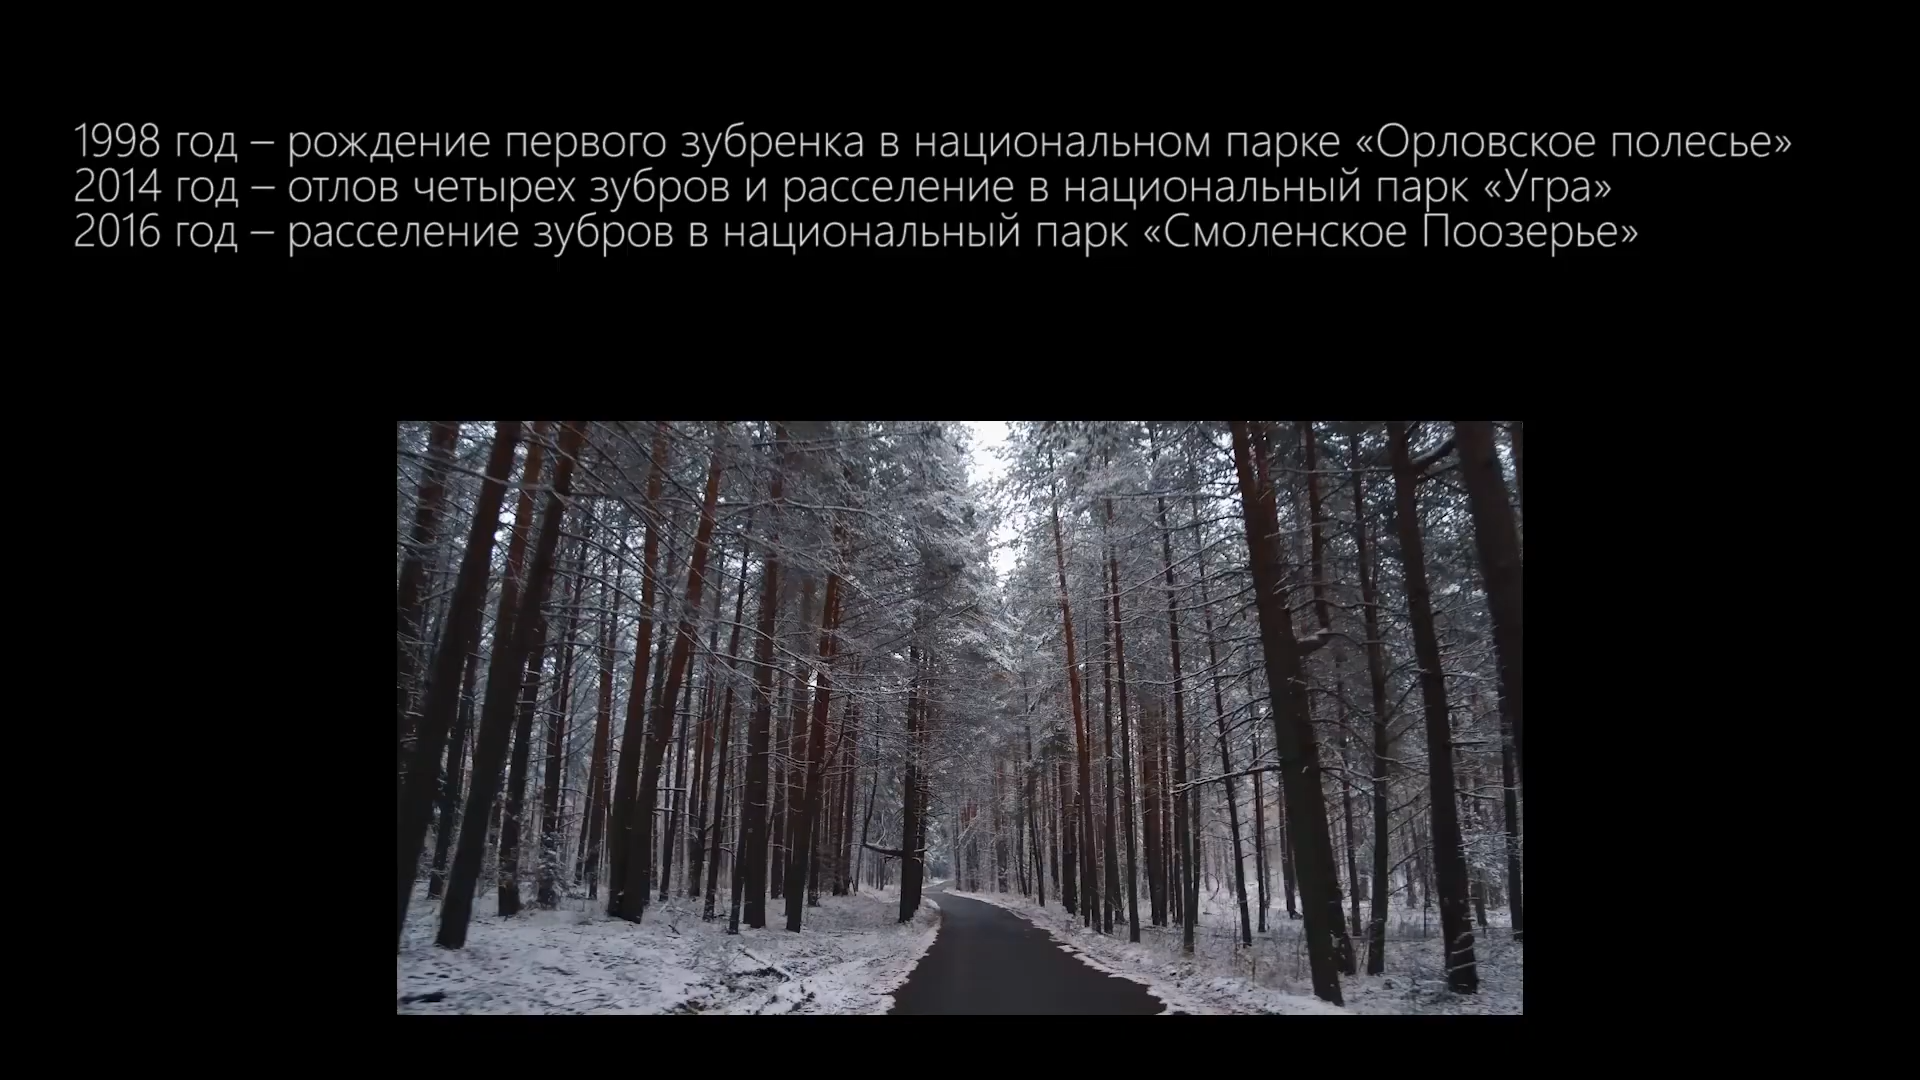 1998 год – рождение первого зубренка в национальном парке «Орловское полесье»
2014 год – отлов четырех зубров и расселение в национальный парк «Угра»
2016 год – расселение зубров в национальный парк «Смоленское Поозерье»